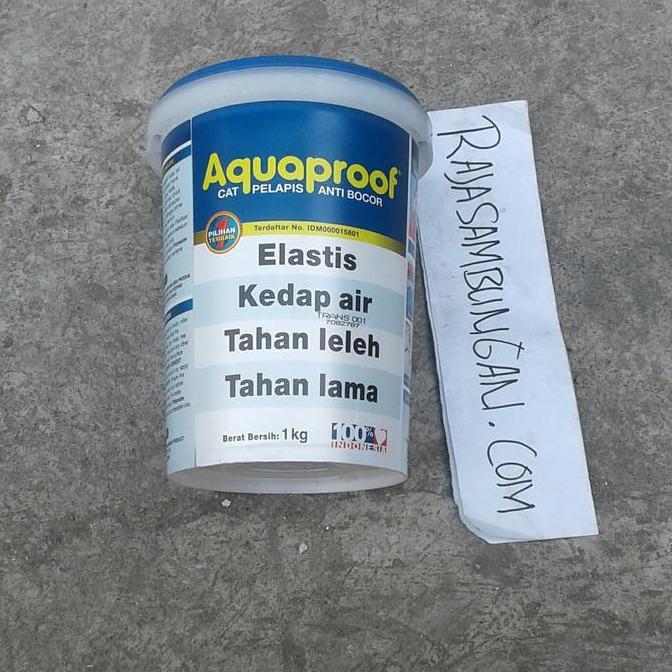 Aquaproof
CAT PELAPIS ANTI BOCOR
PILIHAN
TERBAIK
Terdaftar No. IDM000015801
Elastis
Kedap air
TRANS 001
7082787
Tahan leleh
Tahan lama
Berat Bersih: 1 kg
100%
INDONESIA
RAJASAMBUNGAN.COM